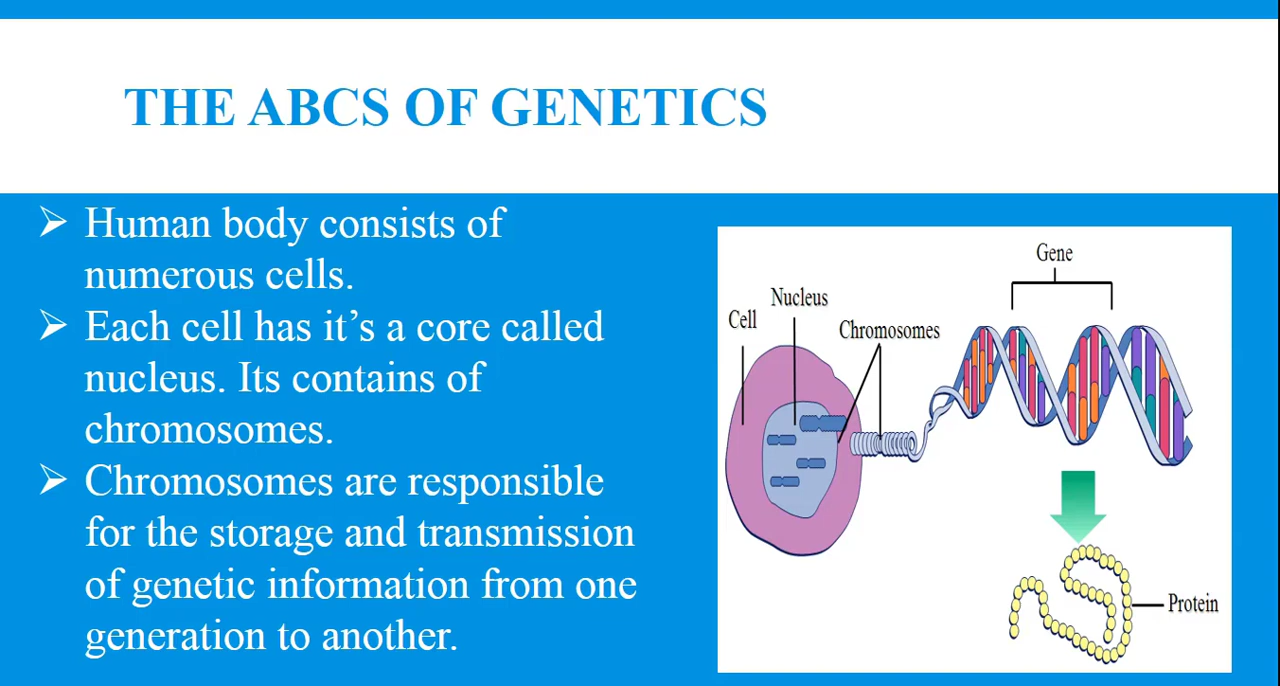 THE ABCS OF GENETICS
➢ Human body consists of
numerous cells.
➢ Each cell has it’s a core called
nucleus. Its contains of
chromosomes.
➢ Chromosomes are responsible
for the storage and transmission
of genetic information from one
generation to another.
Gene
Nucleus
Cell
Chromosomes
Protein